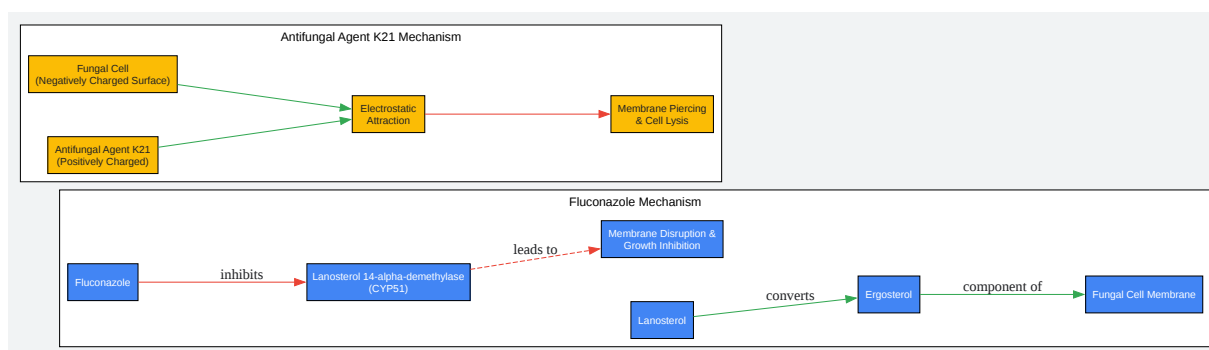 Antifungal Agent K21 Mechanism
Fungal Cell
(Negatively Charged Surface)
Antifungal Agent K21
(Positively Charged)
Electrostatic
Attraction
Membrane Piercing
& Cell Lysis
Fluconazole Mechanism
Fluconazole
inhibits
Lanosterol 14-alpha-demethylase
(CYP51)
leads to
Membrane Disruption &
Growth Inhibition
Lanosterol
converts
Ergosterol
component of
Fungal Cell Membrane